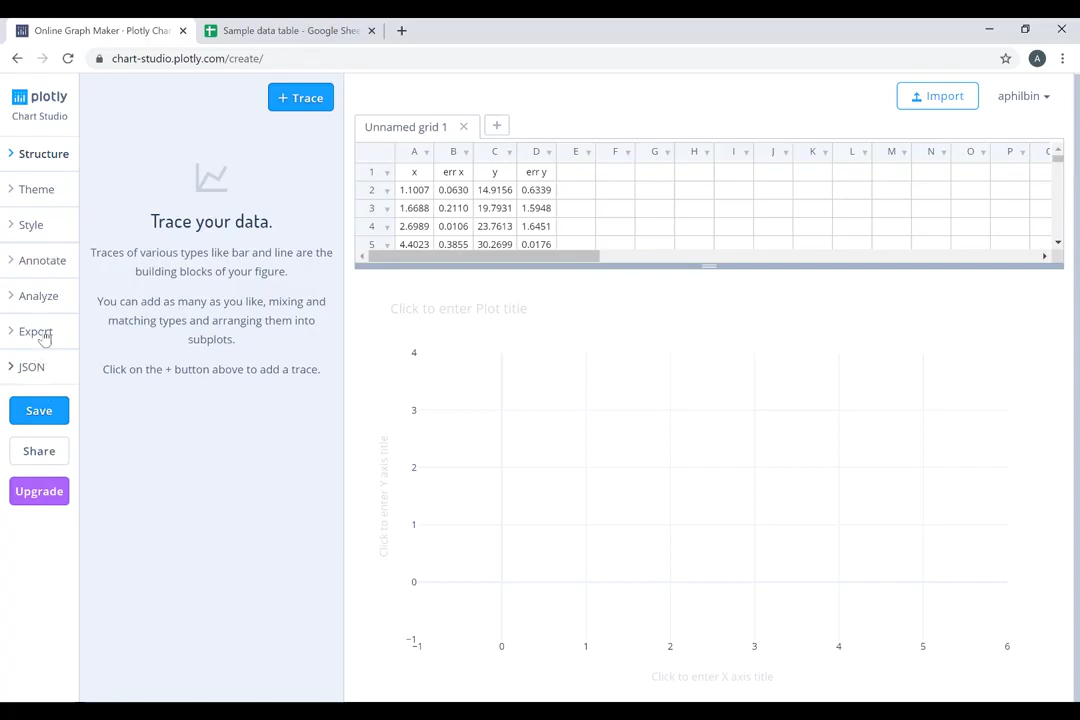 Online Graph Maker · Plotly Cha
Sample data table - Google Shee
chart-studio.plotly.com/create/
A
plotly
Chart Studio
Structure
Theme
Style
Annotate
Analyze
Export
JSON
Save
Share
Upgrade
+ Trace
Trace your data.
Traces of various types like bar and line are the
building blocks of your figure.
You can add as many as you like, mixing and
matching types and arranging them into
subplots.
Click on the + button above to add a trace.
Import
aphilbin
Unnamed grid 1
A B C D E F G H I J K L M N O P
1 x err x y err y
2 1.1007 0.0630 14.9156 0.6339
3 1.6688 0.2110 19.7931 1.5948
4 2.6989 0.0106 23.7613 1.6451
5 4.4023 0.3855 30.2699 0.0176
Click to enter Plot title
4
3
2
1
0
−1
Click to enter Y axis title
−1 0 1 2 3 4 5 6
Click to enter X axis title